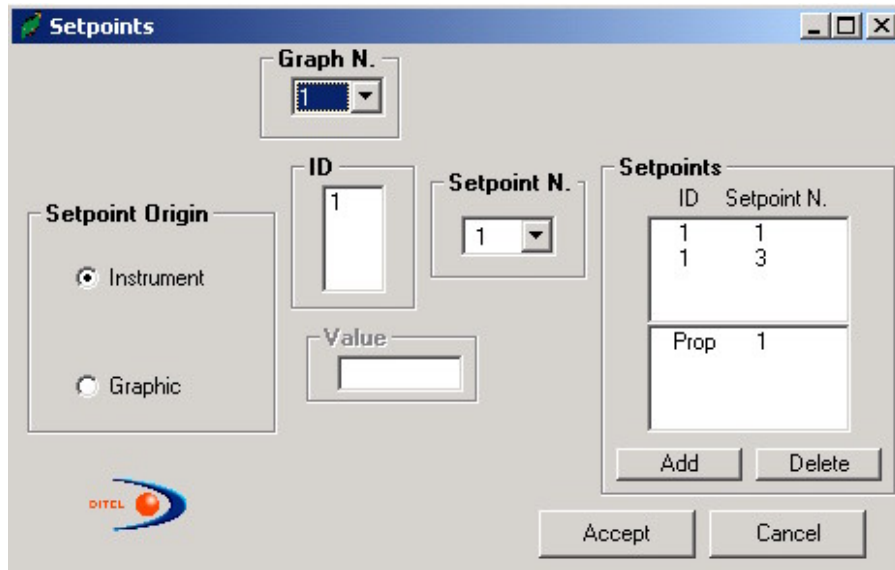 Setpoints
Graph N.
1
ID
1
Setpoint N.
1
Setpoint Origin
Instrument
Graphic
Value
Setpoints
ID Setpoint N.
1 1
1 3
Prop 1
Add Delete
DITEL
Accept Cancel